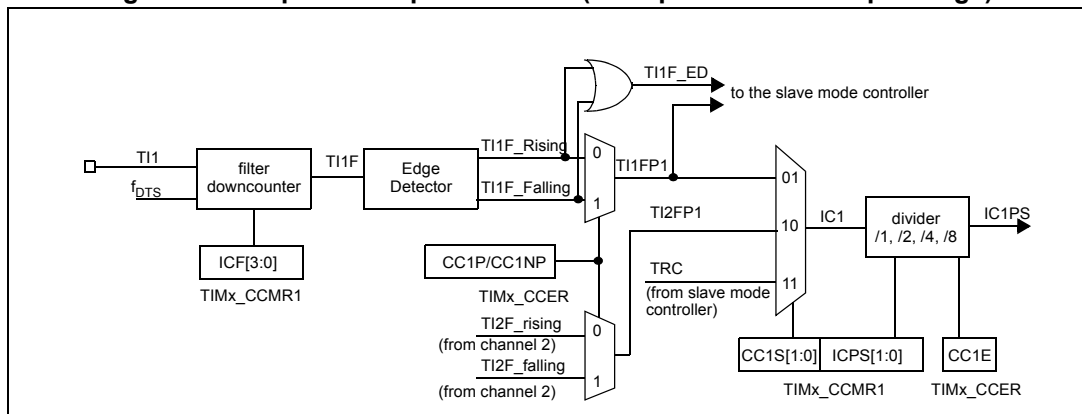 TI1F_ED
to the slave mode controller
TI1
f_DTS
filter
downcounter
TI1F
Edge
Detector
TI1F_Rising
TI1F_Falling
0
1
TI1FP1
01
TI2FP1
10
IC1
divider
/1, /2, /4, /8
IC1PS
ICF[3:0]
TIMx_CCMR1
CC1P/CC1NP
TIMx_CCER
TRC
11
(from slave mode
controller)
TI2F_rising
(from channel 2)
0
TI2F_falling
(from channel 2)
1
CC1S[1:0]
ICPS[1:0]
CC1E
TIMx_CCMR1
TIMx_CCER